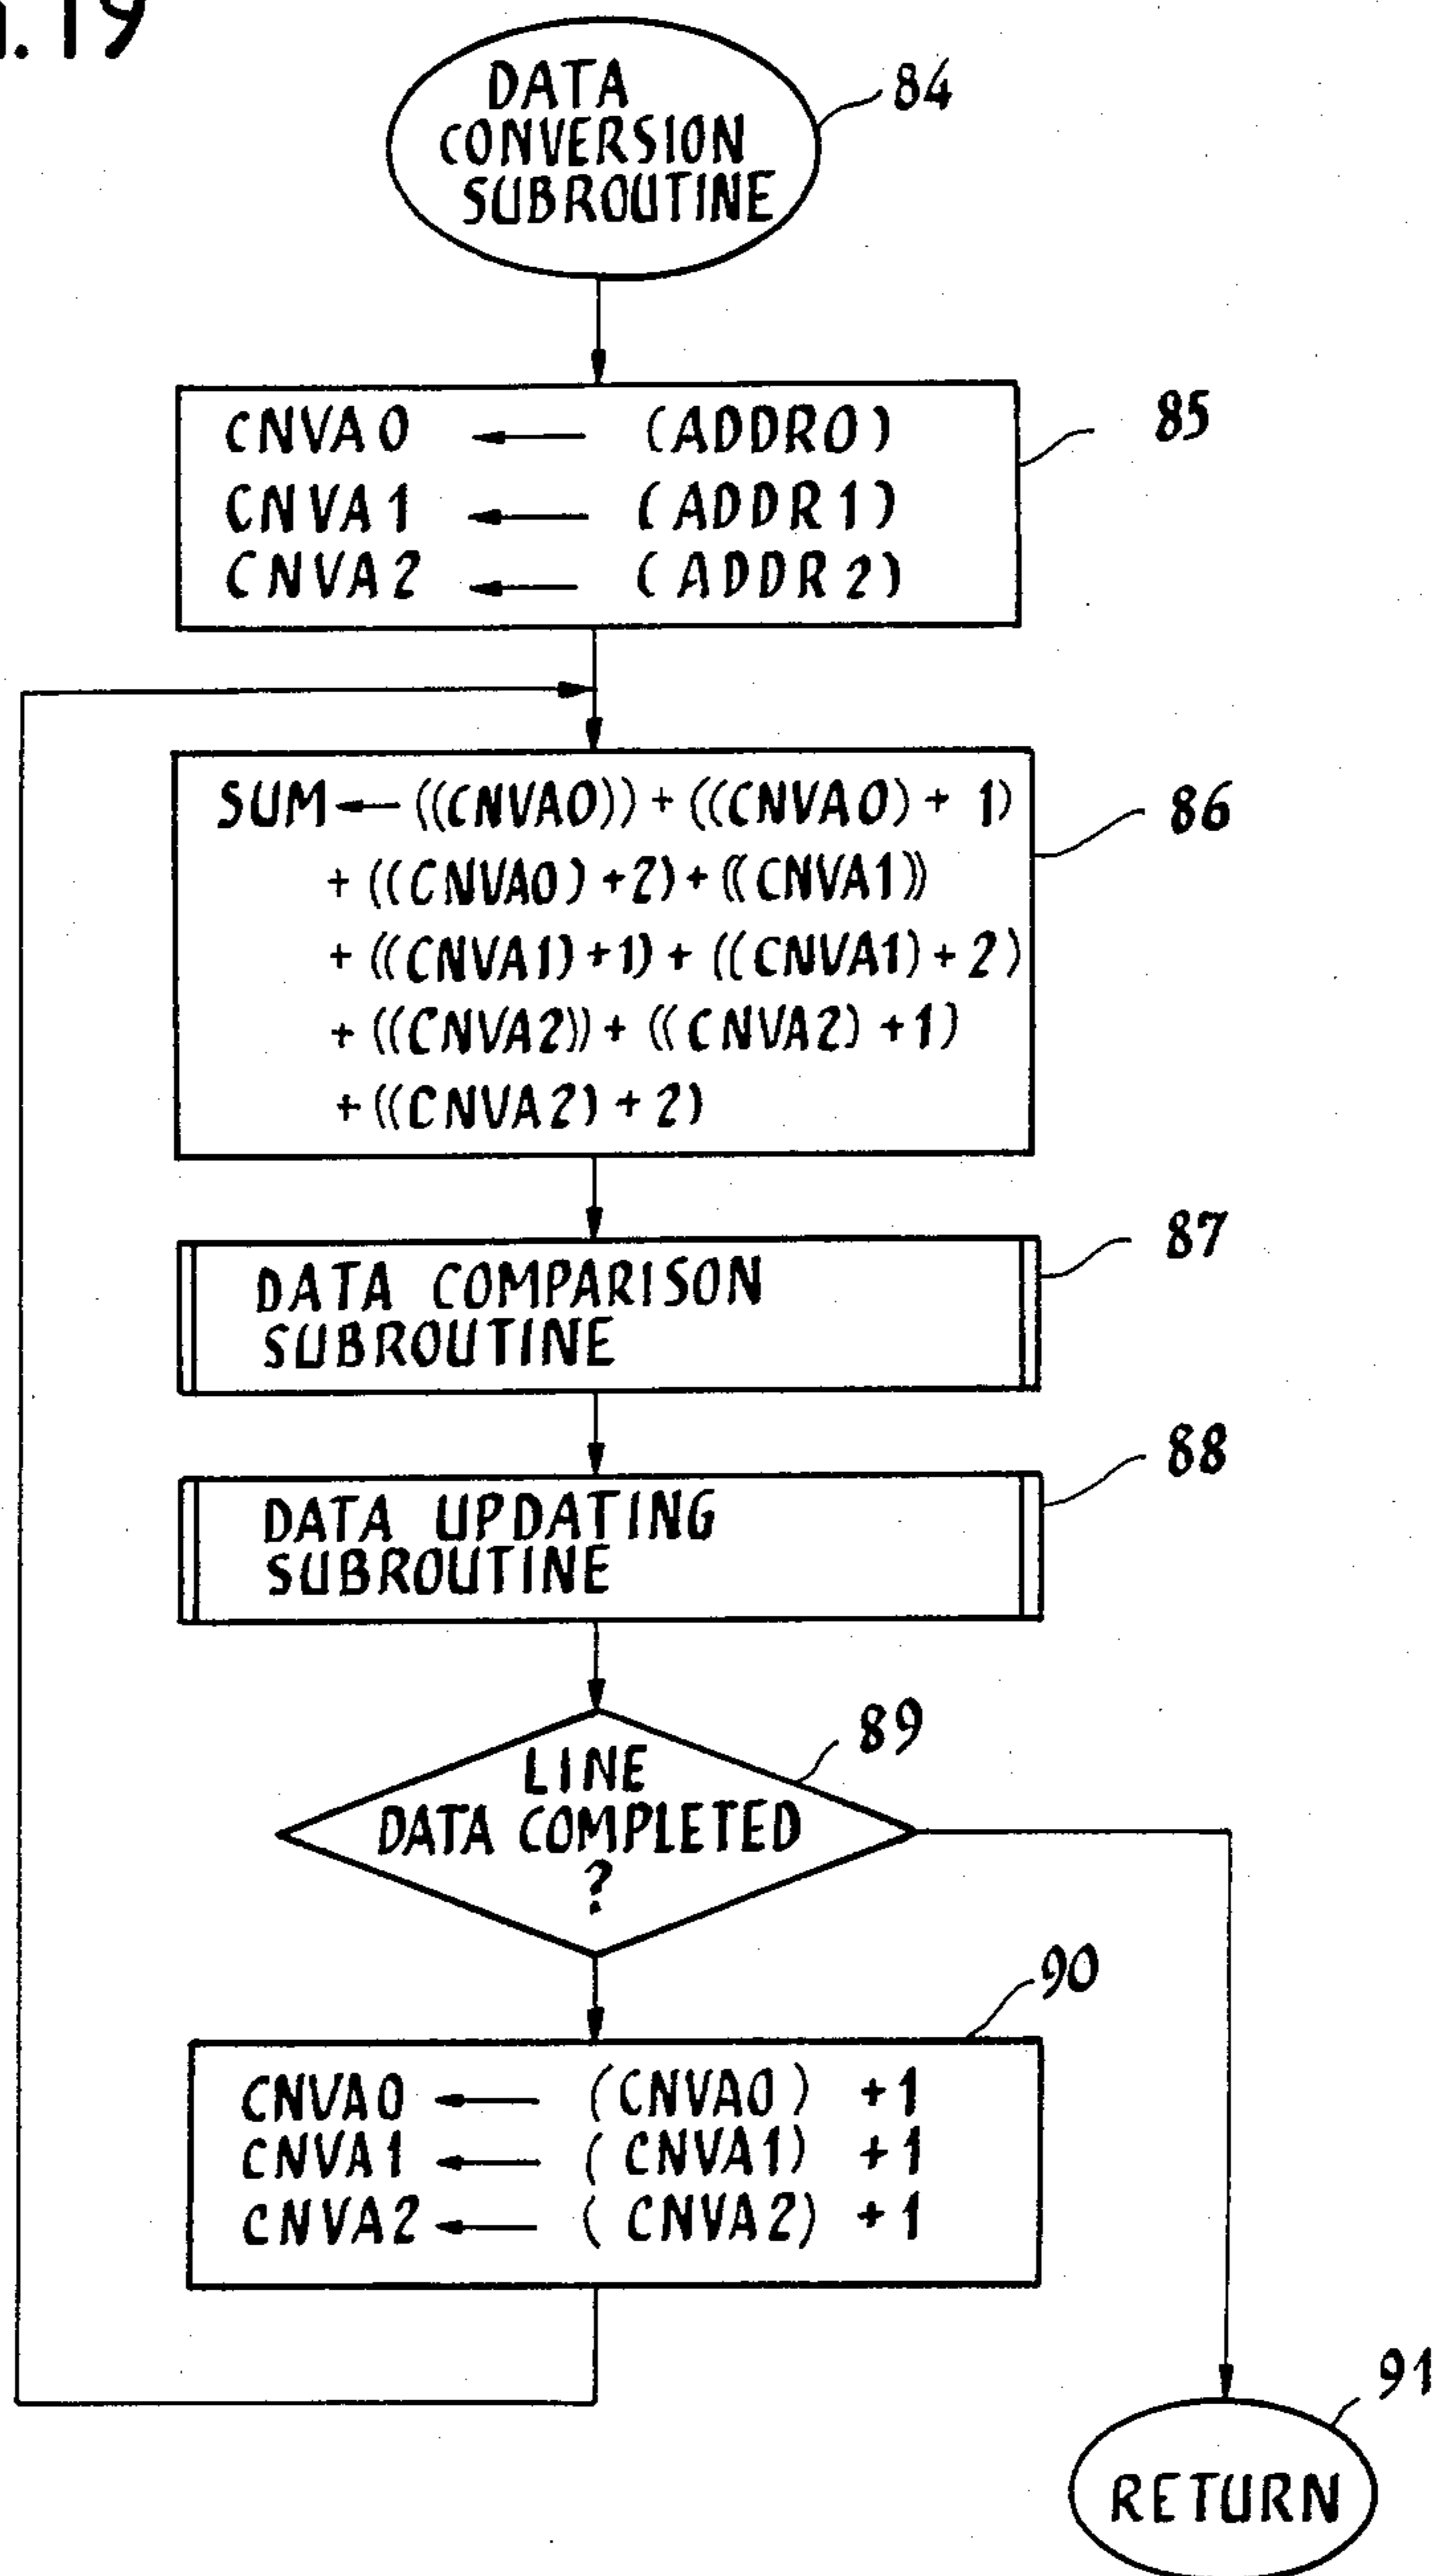 . 19
DATA
CONVERSION
SUBROUTINE
84
CNVA0 ← (ADDR0)
CNVA1 ← (ADDR1)
CNVA2 ← (ADDR2)
85
SUM ← ((CNVA0)) + ((CNVA0) + 1)
+ ((CNVA0) + 2) + ((CNVA1))
+ ((CNVA1) + 1) + ((CNVA1) + 2)
+ ((CNVA2)) + ((CNVA2) + 1)
+ ((CNVA2) + 2)
86
DATA COMPARISON
SUBROUTINE
87
DATA UPDATING
SUBROUTINE
88
LINE
DATA COMPLETED
?
89
CNVA0 ← (CNVA0) + 1
CNVA1 ← (CNVA1) + 1
CNVA2 ← (CNVA2) + 1
90
RETURN
91